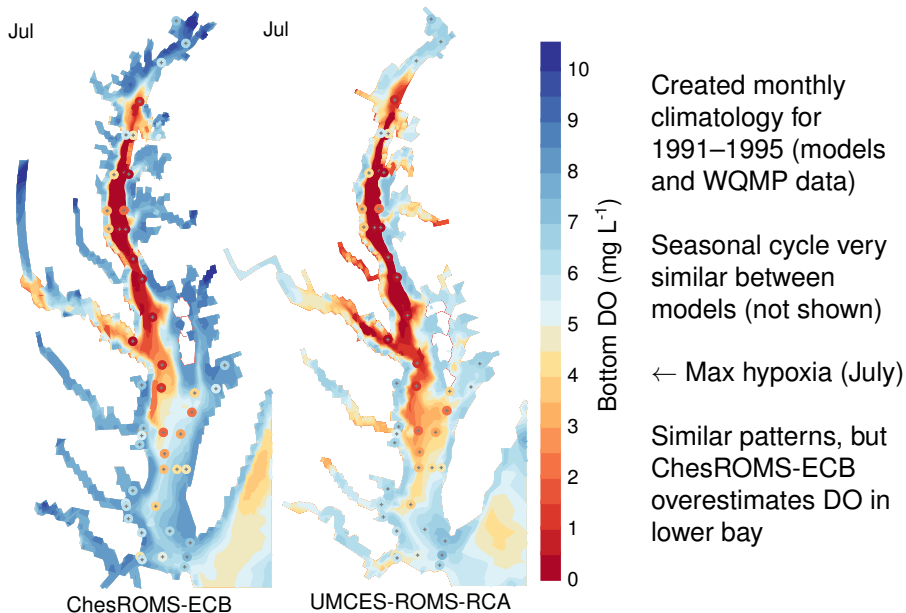 Jul
Jul
10
9
8
7
6
5
4
3
2
1
0
Bottom DO (mg L⁻¹)
ChesROMS-ECB
UMCES-ROMS-RCA
Created monthly
climatology for
1991–1995 (models
and WQMP data)
Seasonal cycle very
similar between
models (not shown)
← Max hypoxia (July)
Similar patterns, but
ChesROMS-ECB
overestimates DO in
lower bay